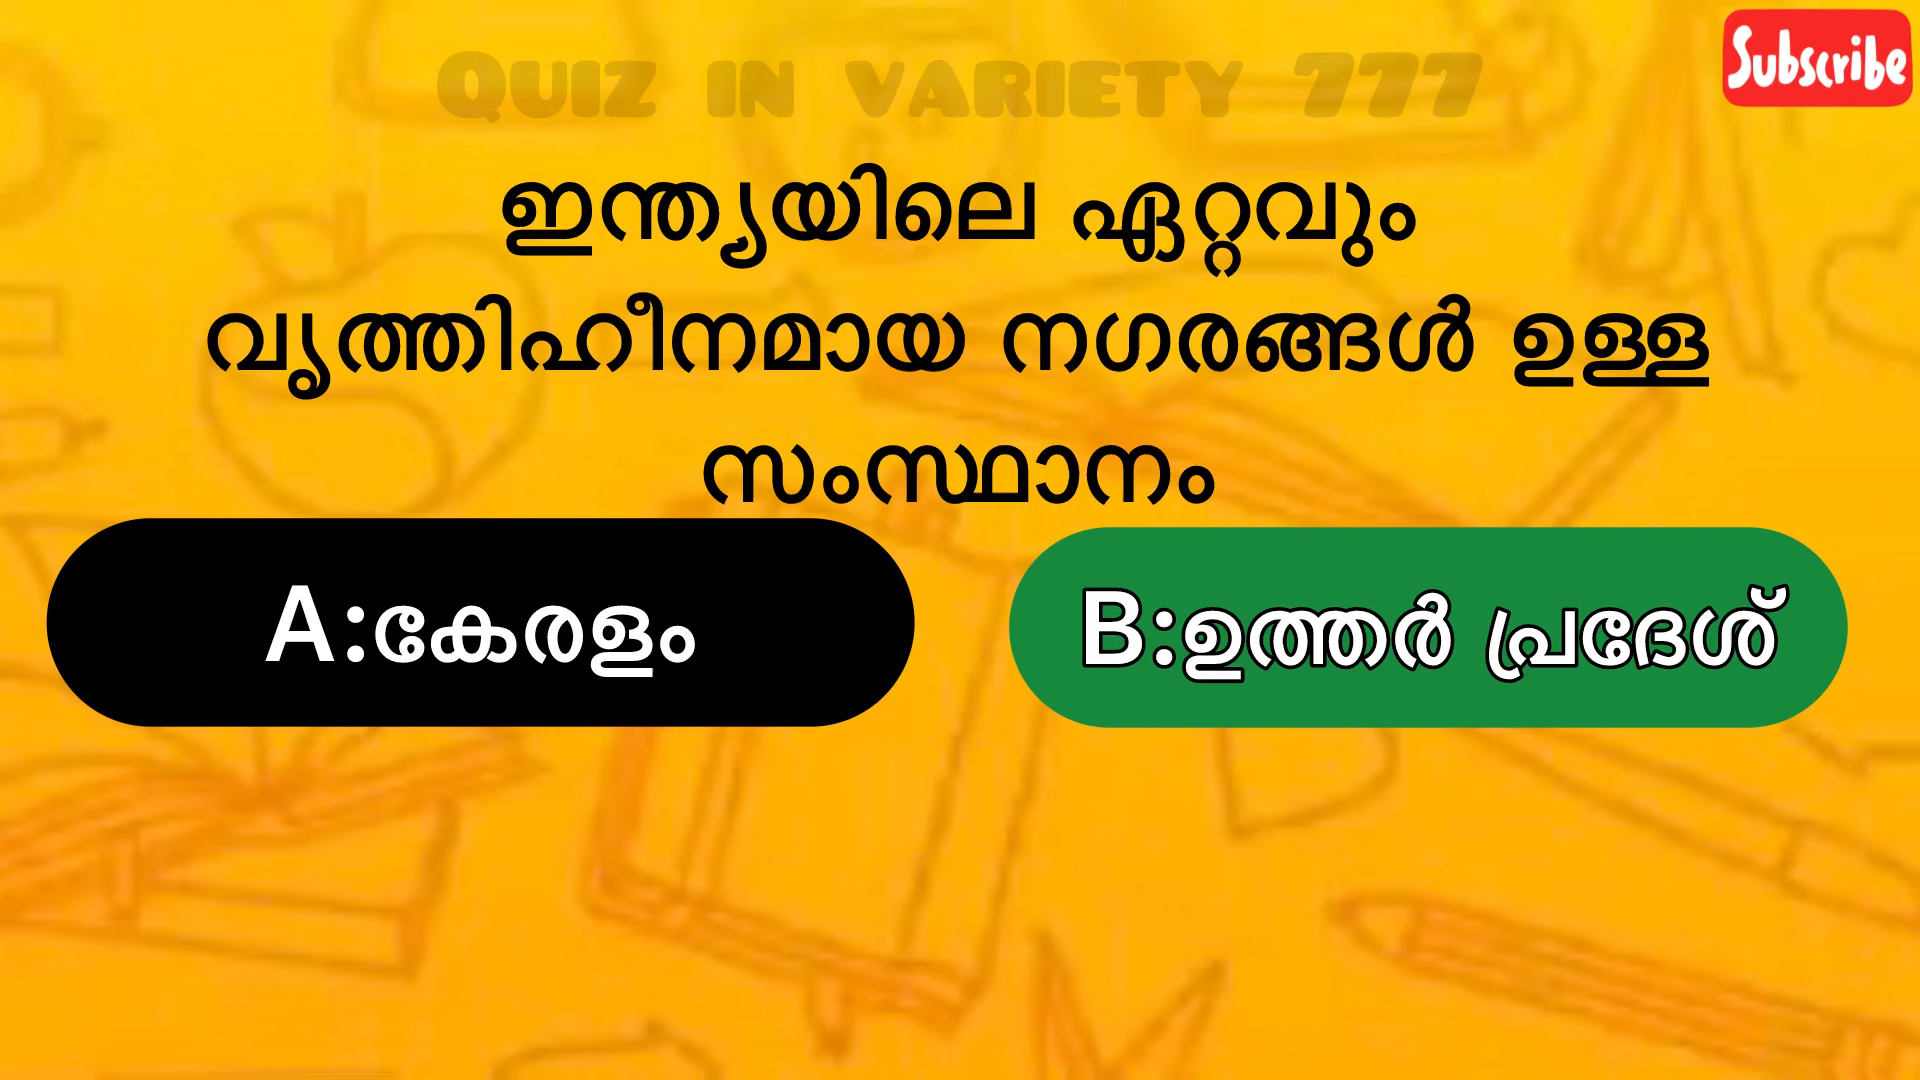 QUIZ IN VARIETY 777
Subscribe
ഇന്ത്യയിലെ ഏറ്റവും
വൃത്തിഹീനമായ നഗരങ്ങൾ ഉള്ള
സംസ്ഥാനം
A:കേരളം
B:ഉത്തർ പ്രദേശ്